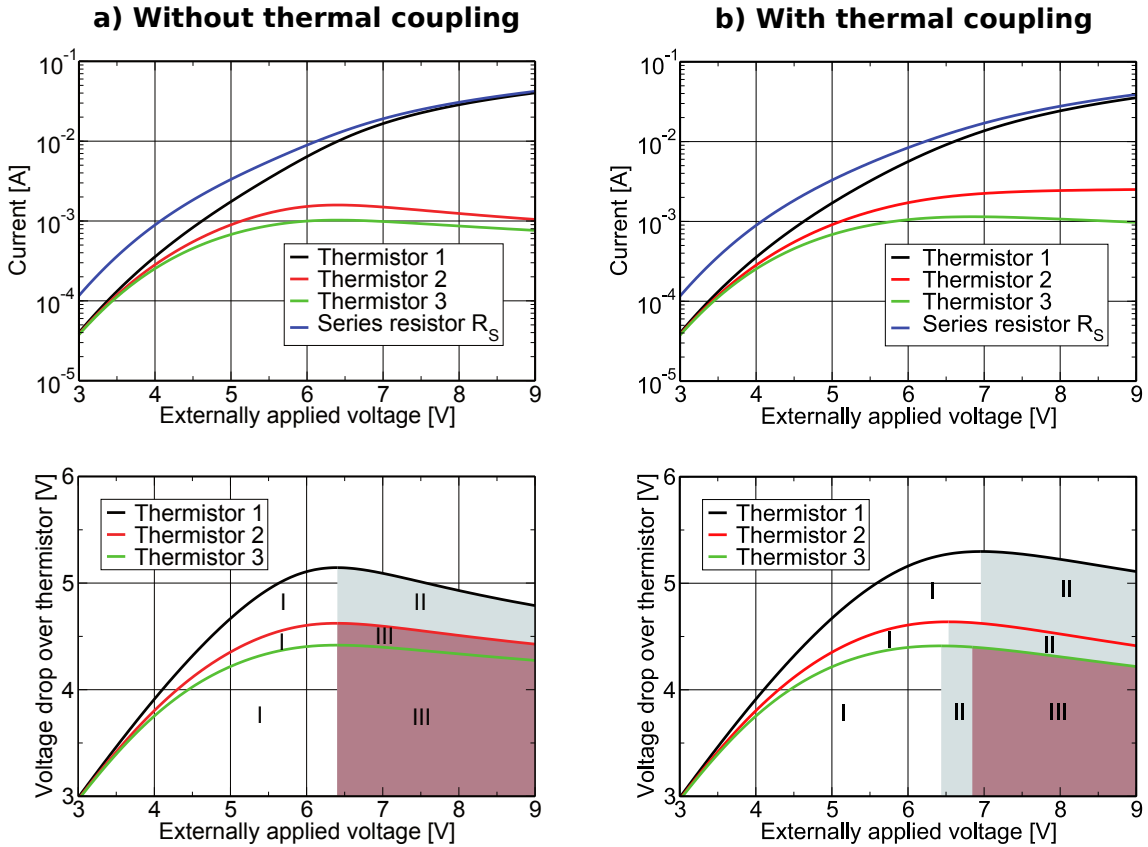 a) Without thermal coupling
Current [A]
10-1
10-2
10-3
10-4
10-5
Thermistor 1
Thermistor 2
Thermistor 3
Series resistor RS
3 4 5 6 7 8 9
Externally applied voltage [V]
b) With thermal coupling
Current [A]
10-1
10-2
10-3
10-4
10-5
Thermistor 1
Thermistor 2
Thermistor 3
Series resistor RS
3 4 5 6 7 8 9
Externally applied voltage [V]
Voltage drop over thermistor [V]
6
5
4
3
Thermistor 1
Thermistor 2
Thermistor 3
I II
I III
I III
3 4 5 6 7 8 9
Externally applied voltage [V]
Voltage drop over thermistor [V]
6
5
4
3
Thermistor 1
Thermistor 2
Thermistor 3
I II
I II
I II III
3 4 5 6 7 8 9
Externally applied voltage [V]